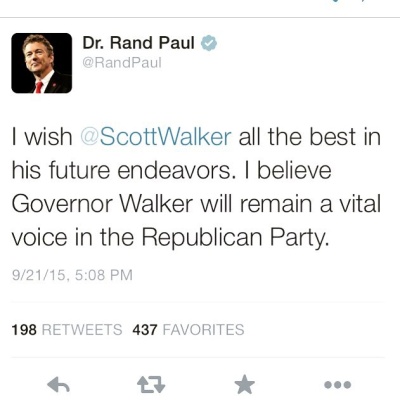 Dr. Rand Paul
@RandPaul
I wish @ScottWalker all the best in
his future endeavors. I believe
Governor Walker will remain a vital
voice in the Republican Party.
9/21/15, 5:08 PM
198 RETWEETS 437 FAVORITES